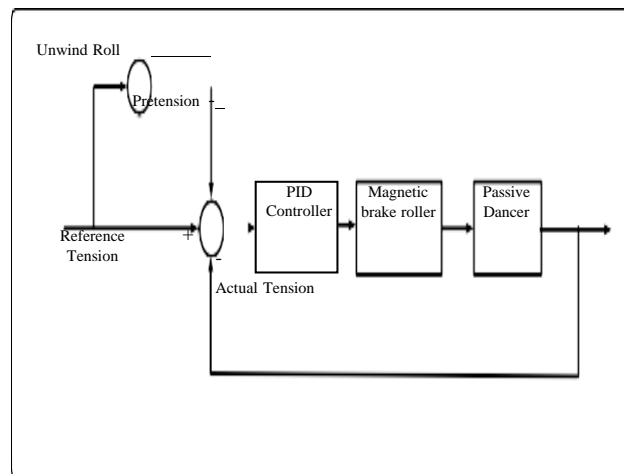 Unwind Roll
Pretension -
PID
Controller
Magnetic
brake roller
Passive
Dancer
Reference
Tension
+
-
Actual Tension